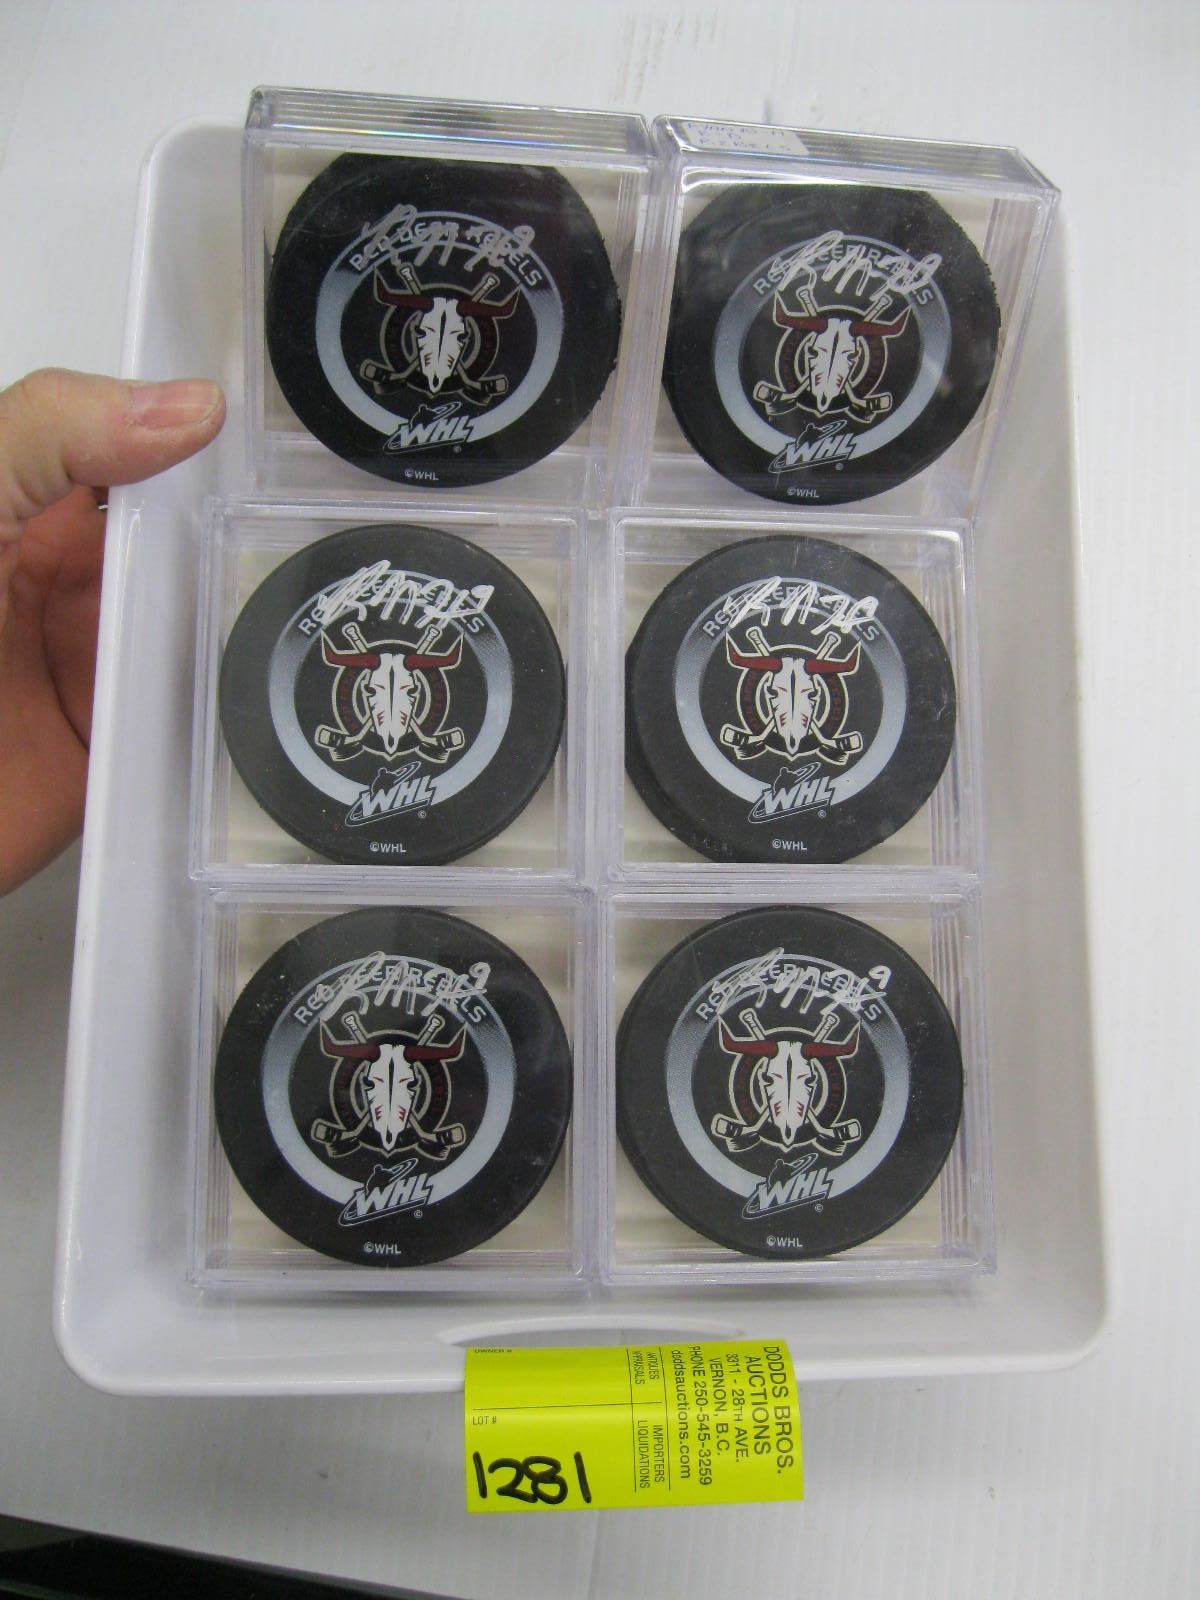 R-D
REBELS
RED DEER REBELS
WHL
©WHL
RED DEER REBELS
WHL
©WHL
RED DEER REBELS
WHL
©WHL
RED DEER REBELS
WHL
©WHL
RED DEER REBELS
WHL
©WHL
RED DEER REBELS
WHL
©WHL
DODDS BROS.
AUCTIONS
3311 - 28TH AVE.
VERNON, B.C.
PHONE 250-545-3259
doddsauctions.com
ANTIQUES IMPORTERS
APPRAISALS LIQUIDATIONS
OWNER #
LOT #
1281